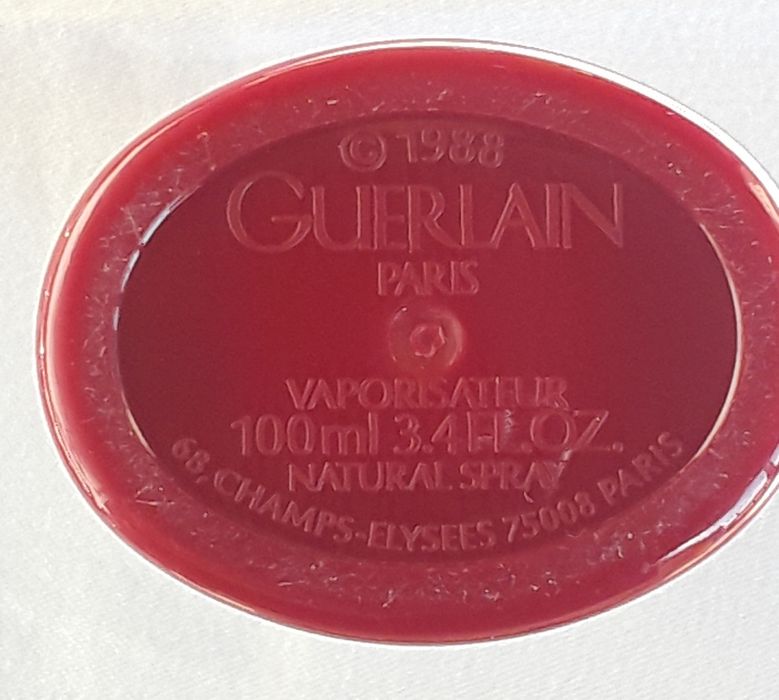 © 1988
GUERLAIN
PARIS
VAPORISATEUR
100ml 3.4FL.OZ.
NATURAL SPRAY
68, CHAMPS-ELYSEES 75008 PARIS